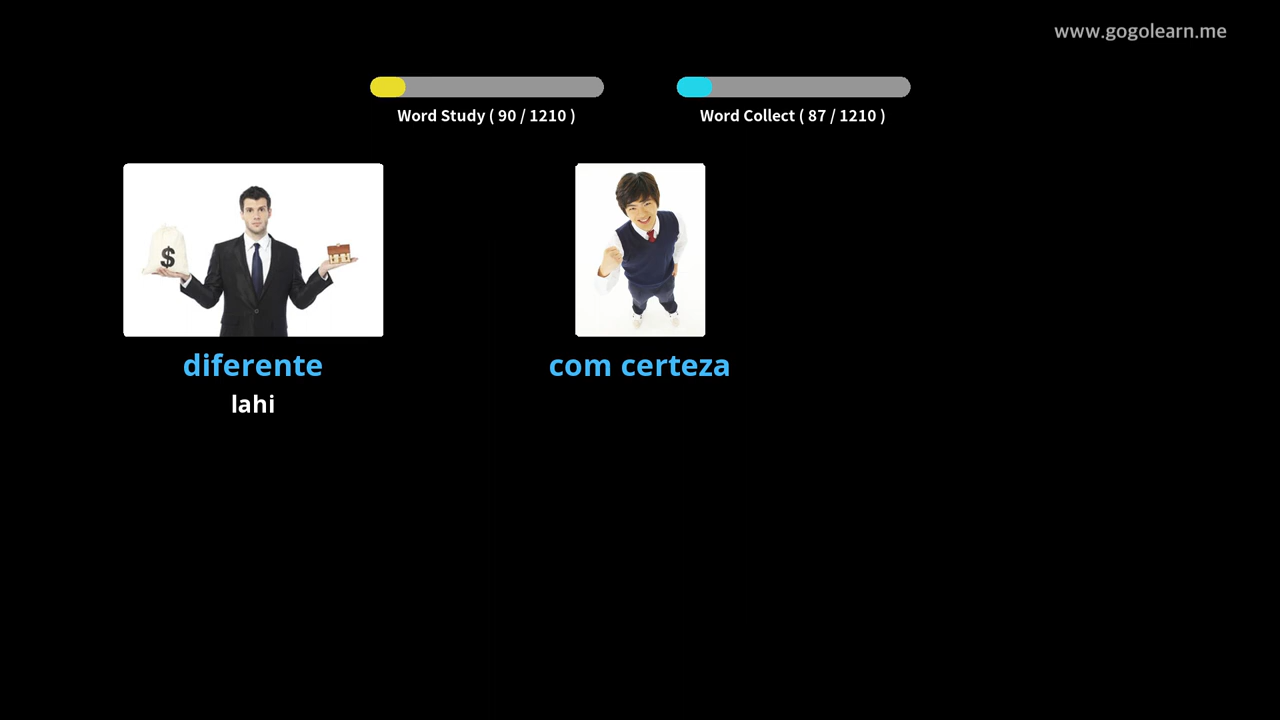 www.gogolearn.me
Word Study ( 90 / 1210 )
Word Collect ( 87 / 1210 )
$
diferente
com certeza
lahi